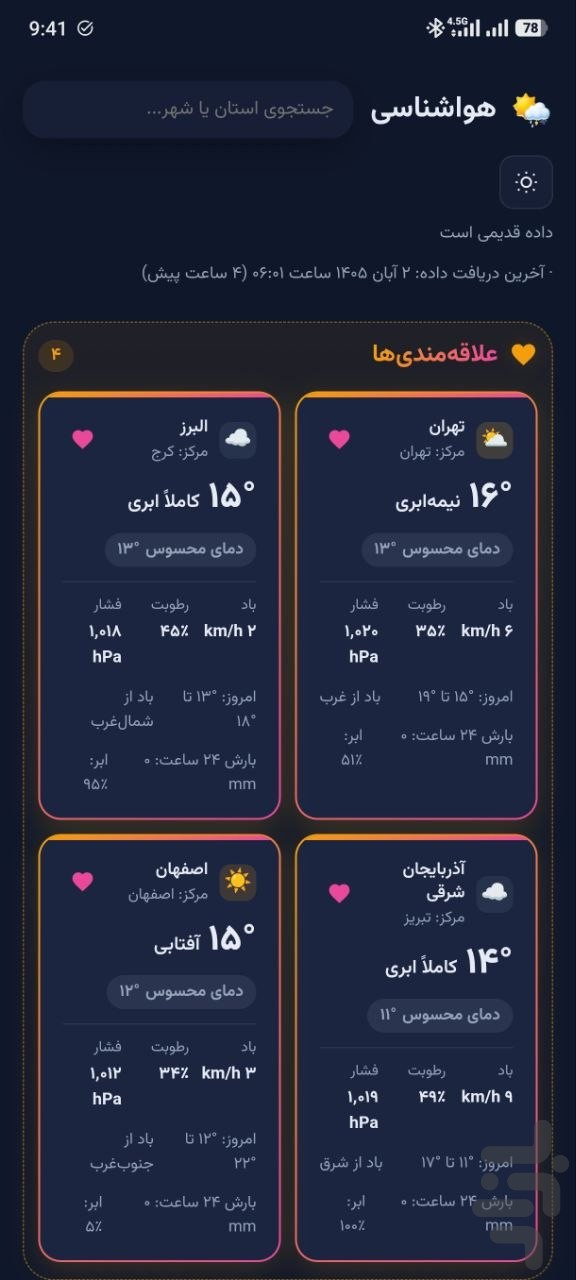 9:41
4.5G
78
هواشناسی
جستجوی استان یا شهر...
داده قدیمی است
· آخرین دریافت داده: ۲ آبان ۱۴۰۵ ساعت ۰۶:۰۱ (۴ ساعت پیش)
علاقه‌مندی‌ها
۴
تهران
مرکز: تهران
۱۶° نیمه‌ابری
دمای محسوس ۱۳°
باد رطوبت فشار
۶ km/h ۳۵٪ ۱,۰۲۰
hPa
امروز: ۱۵° تا ۱۹° باد از غرب
بارش ۲۴ ساعت: ۰ ابر:
mm ۵۱٪
البرز
مرکز: کرج
۱۵° کاملاً ابری
دمای محسوس ۱۳°
باد رطوبت فشار
۲ km/h ۴۵٪ ۱,۰۱۸
hPa
امروز: ۱۳° تا باد از
۱۸° شمال‌غرب
بارش ۲۴ ساعت: ۰ ابر:
mm ۹۵٪
آذربایجان
شرقی
مرکز: تبریز
۱۴° کاملاً ابری
دمای محسوس ۱۱°
باد رطوبت فشار
۹ km/h ۴۹٪ ۱,۰۱۹
hPa
امروز: ۱۱° تا ۱۷° باد از شرق
بارش ۲۴ ساعت: ۰ ابر:
mm ۱۰۰٪
اصفهان
مرکز: اصفهان
۱۵° آفتابی
دمای محسوس ۱۲°
باد رطوبت فشار
۳ km/h ۳۴٪ ۱,۰۱۲
hPa
امروز: ۱۲° تا باد از
۲۲° جنوب‌غرب
بارش ۲۴ ساعت: ۰ ابر:
mm ۵٪